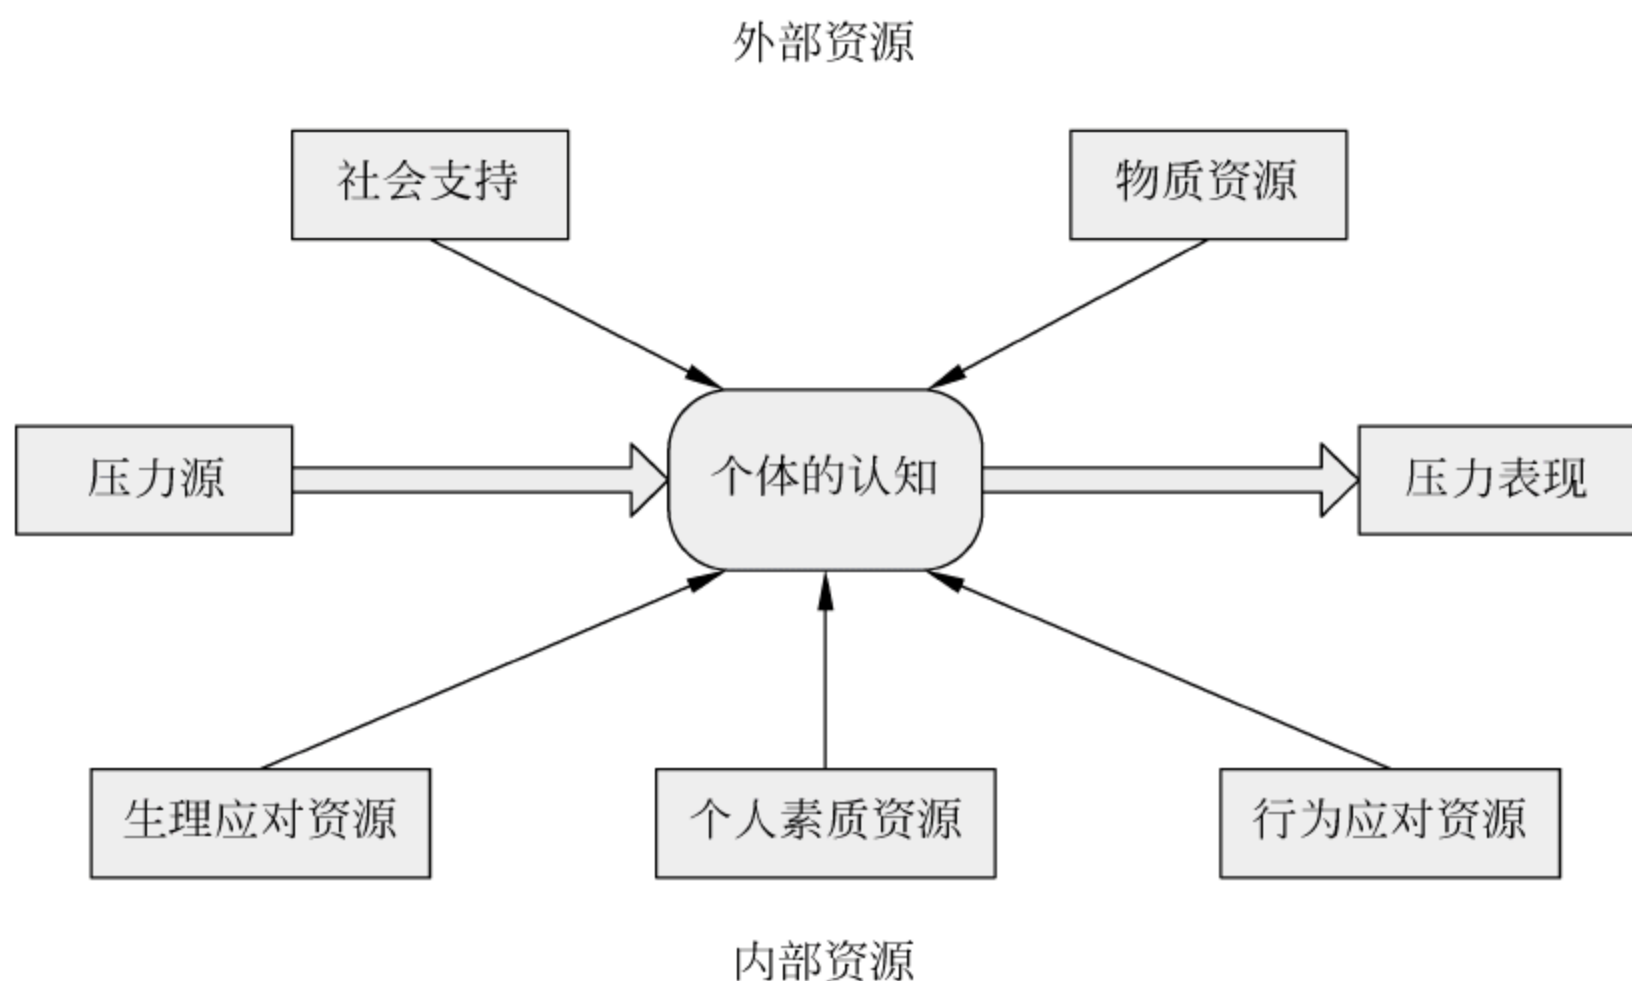 外部资源
社会支持
物质资源
压力源
个体的认知
压力表现
生理应对资源
个人素质资源
行为应对资源
内部资源